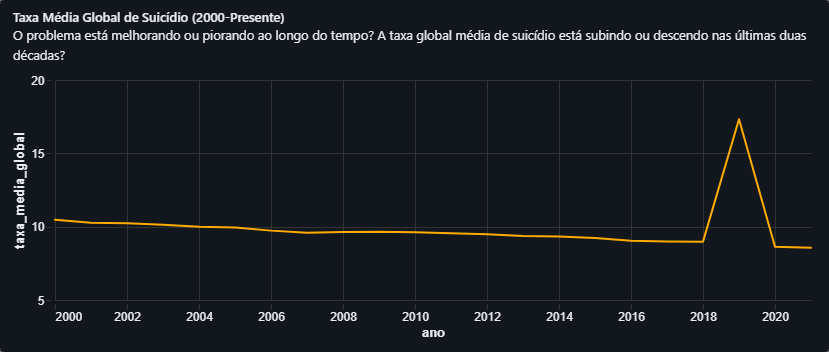 Taxa Média Global de Suicídio (2000-Presente)
O problema está melhorando ou piorando ao longo do tempo? A taxa global média de suicídio está subindo ou descendo nas últimas duas
décadas?
20
15
10
5
taxa_media_global
2000 2002 2004 2006 2008 2010 2012 2014 2016 2018 2020
ano